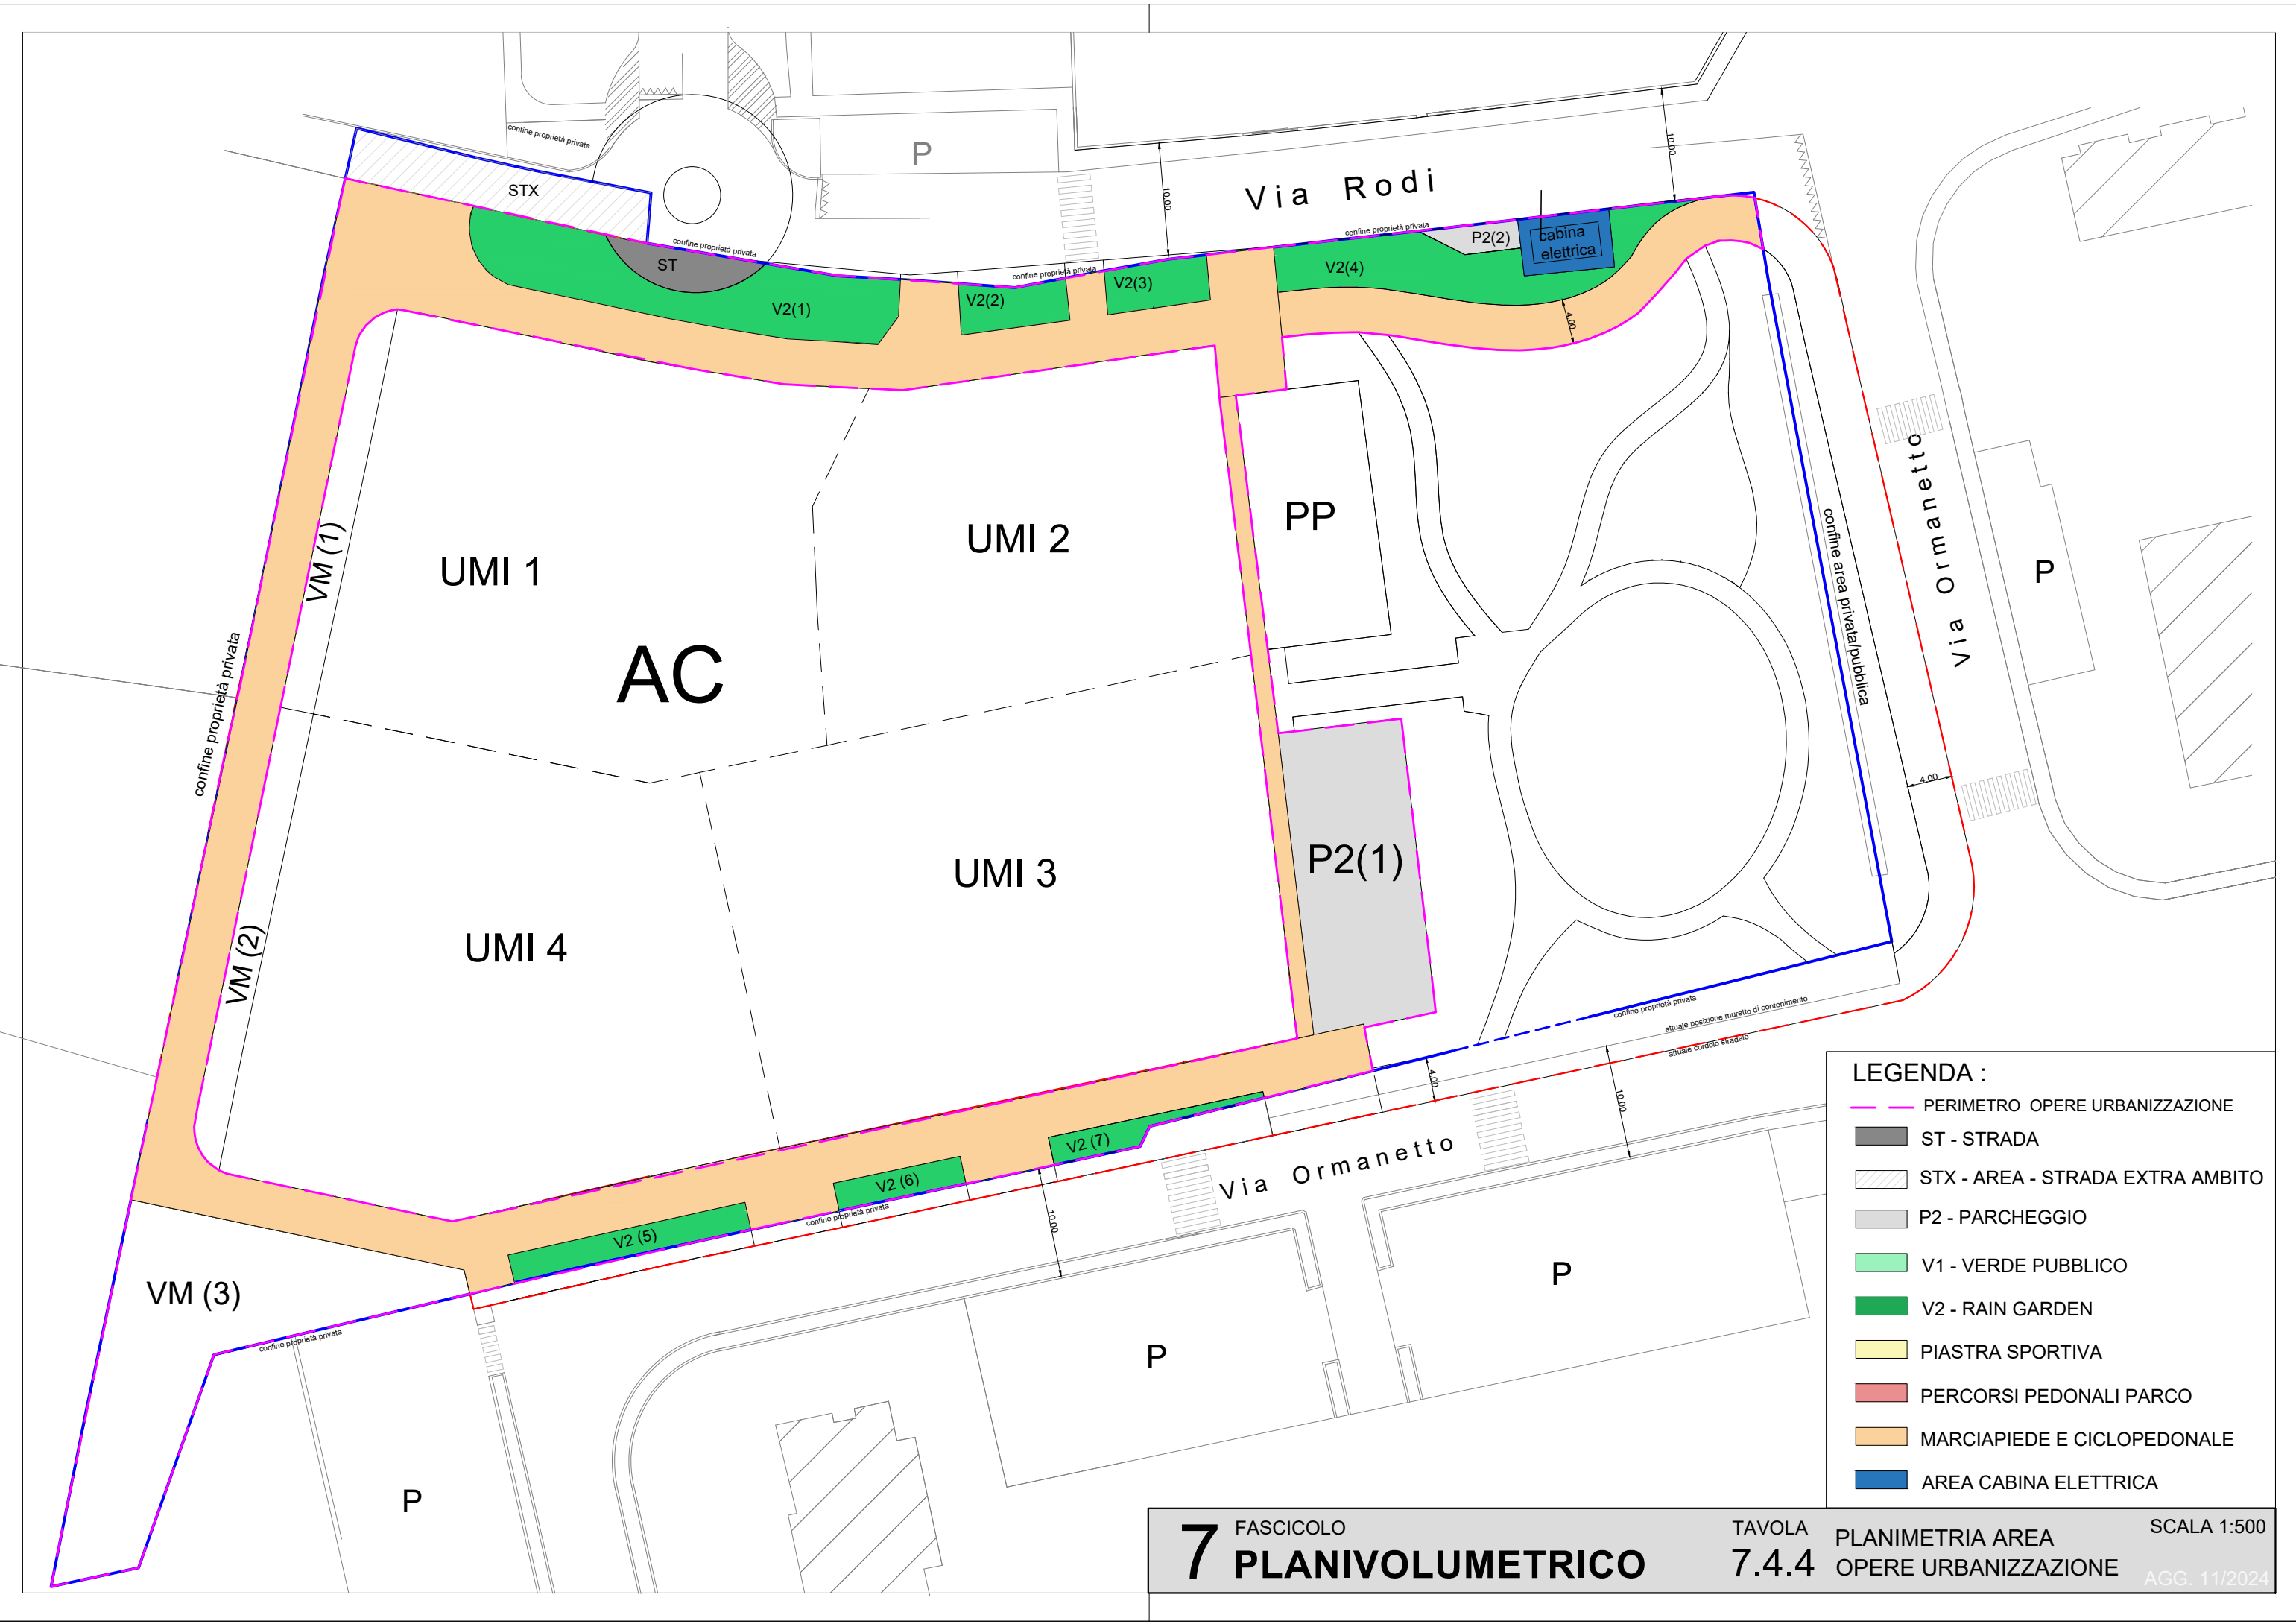 confine proprietà privata
P
STX
Via Rodi
10.00
10.00
confine proprietà privata
ST
confine proprietà privata
confine proprietà privata
P2(2)
cabina
elettrica
V2(1)
V2(2)
V2(3)
V2(4)
4.00
VM (1)
UMI 1
UMI 2
PP
AC
confine proprietà privata
confine area privata/pubblica
Via Ormanetto
P
4.00
VM (2)
UMI 4
UMI 3
P2(1)
confine proprietà privata
attuale posizione muretto di contenimento
attuale cordolo stradale
4.00
10.00
V2 (7)
V2 (6)
V2 (5)
confine proprietà privata
10.00
Via Ormanetto
VM (3)
confine proprietà privata
P
P
P
LEGENDA :
PERIMETRO OPERE URBANIZZAZIONE
ST - STRADA
STX - AREA - STRADA EXTRA AMBITO
P2 - PARCHEGGIO
V1 - VERDE PUBBLICO
V2 - RAIN GARDEN
PIASTRA SPORTIVA
PERCORSI PEDONALI PARCO
MARCIAPIEDE E CICLOPEDONALE
AREA CABINA ELETTRICA
7
FASCICOLO
PLANIVOLUMETRICO
TAVOLA
7.4.4
PLANIMETRIA AREA
OPERE URBANIZZAZIONE
SCALA 1:500
AGG. 11/2024